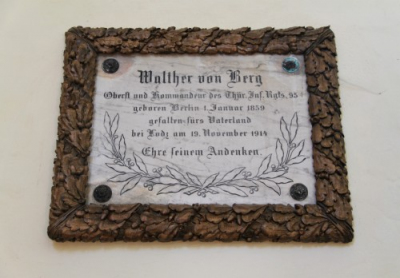 Walther von Berg
Oberst und Kommandeur des Thür. Inf. Rgts. 95
geboren Berlin 1. Januar 1859
gefallen fürs Vaterland
bei Lodz am 19. November 1914
Ehre seinem Andenken.